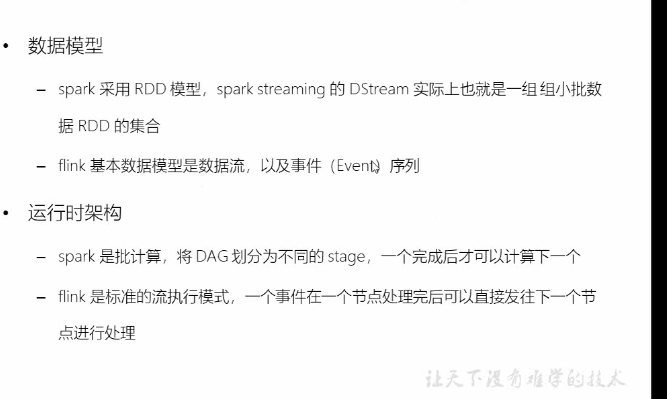 • 数据模型
– spark 采用 RDD 模型，spark streaming 的 DStream 实际上也就是一组 组小批数
据 RDD 的集合
– flink 基本数据模型是数据流，以及事件（Event）序列
• 运行时架构
– spark 是批计算，将 DAG 划分为不同的 stage，一个完成后才可以计算下一个
– flink 是标准的流执行模式，一个事件在一个节点处理完后可以直接发往下一个节
点进行处理
让天下没有难学的技术